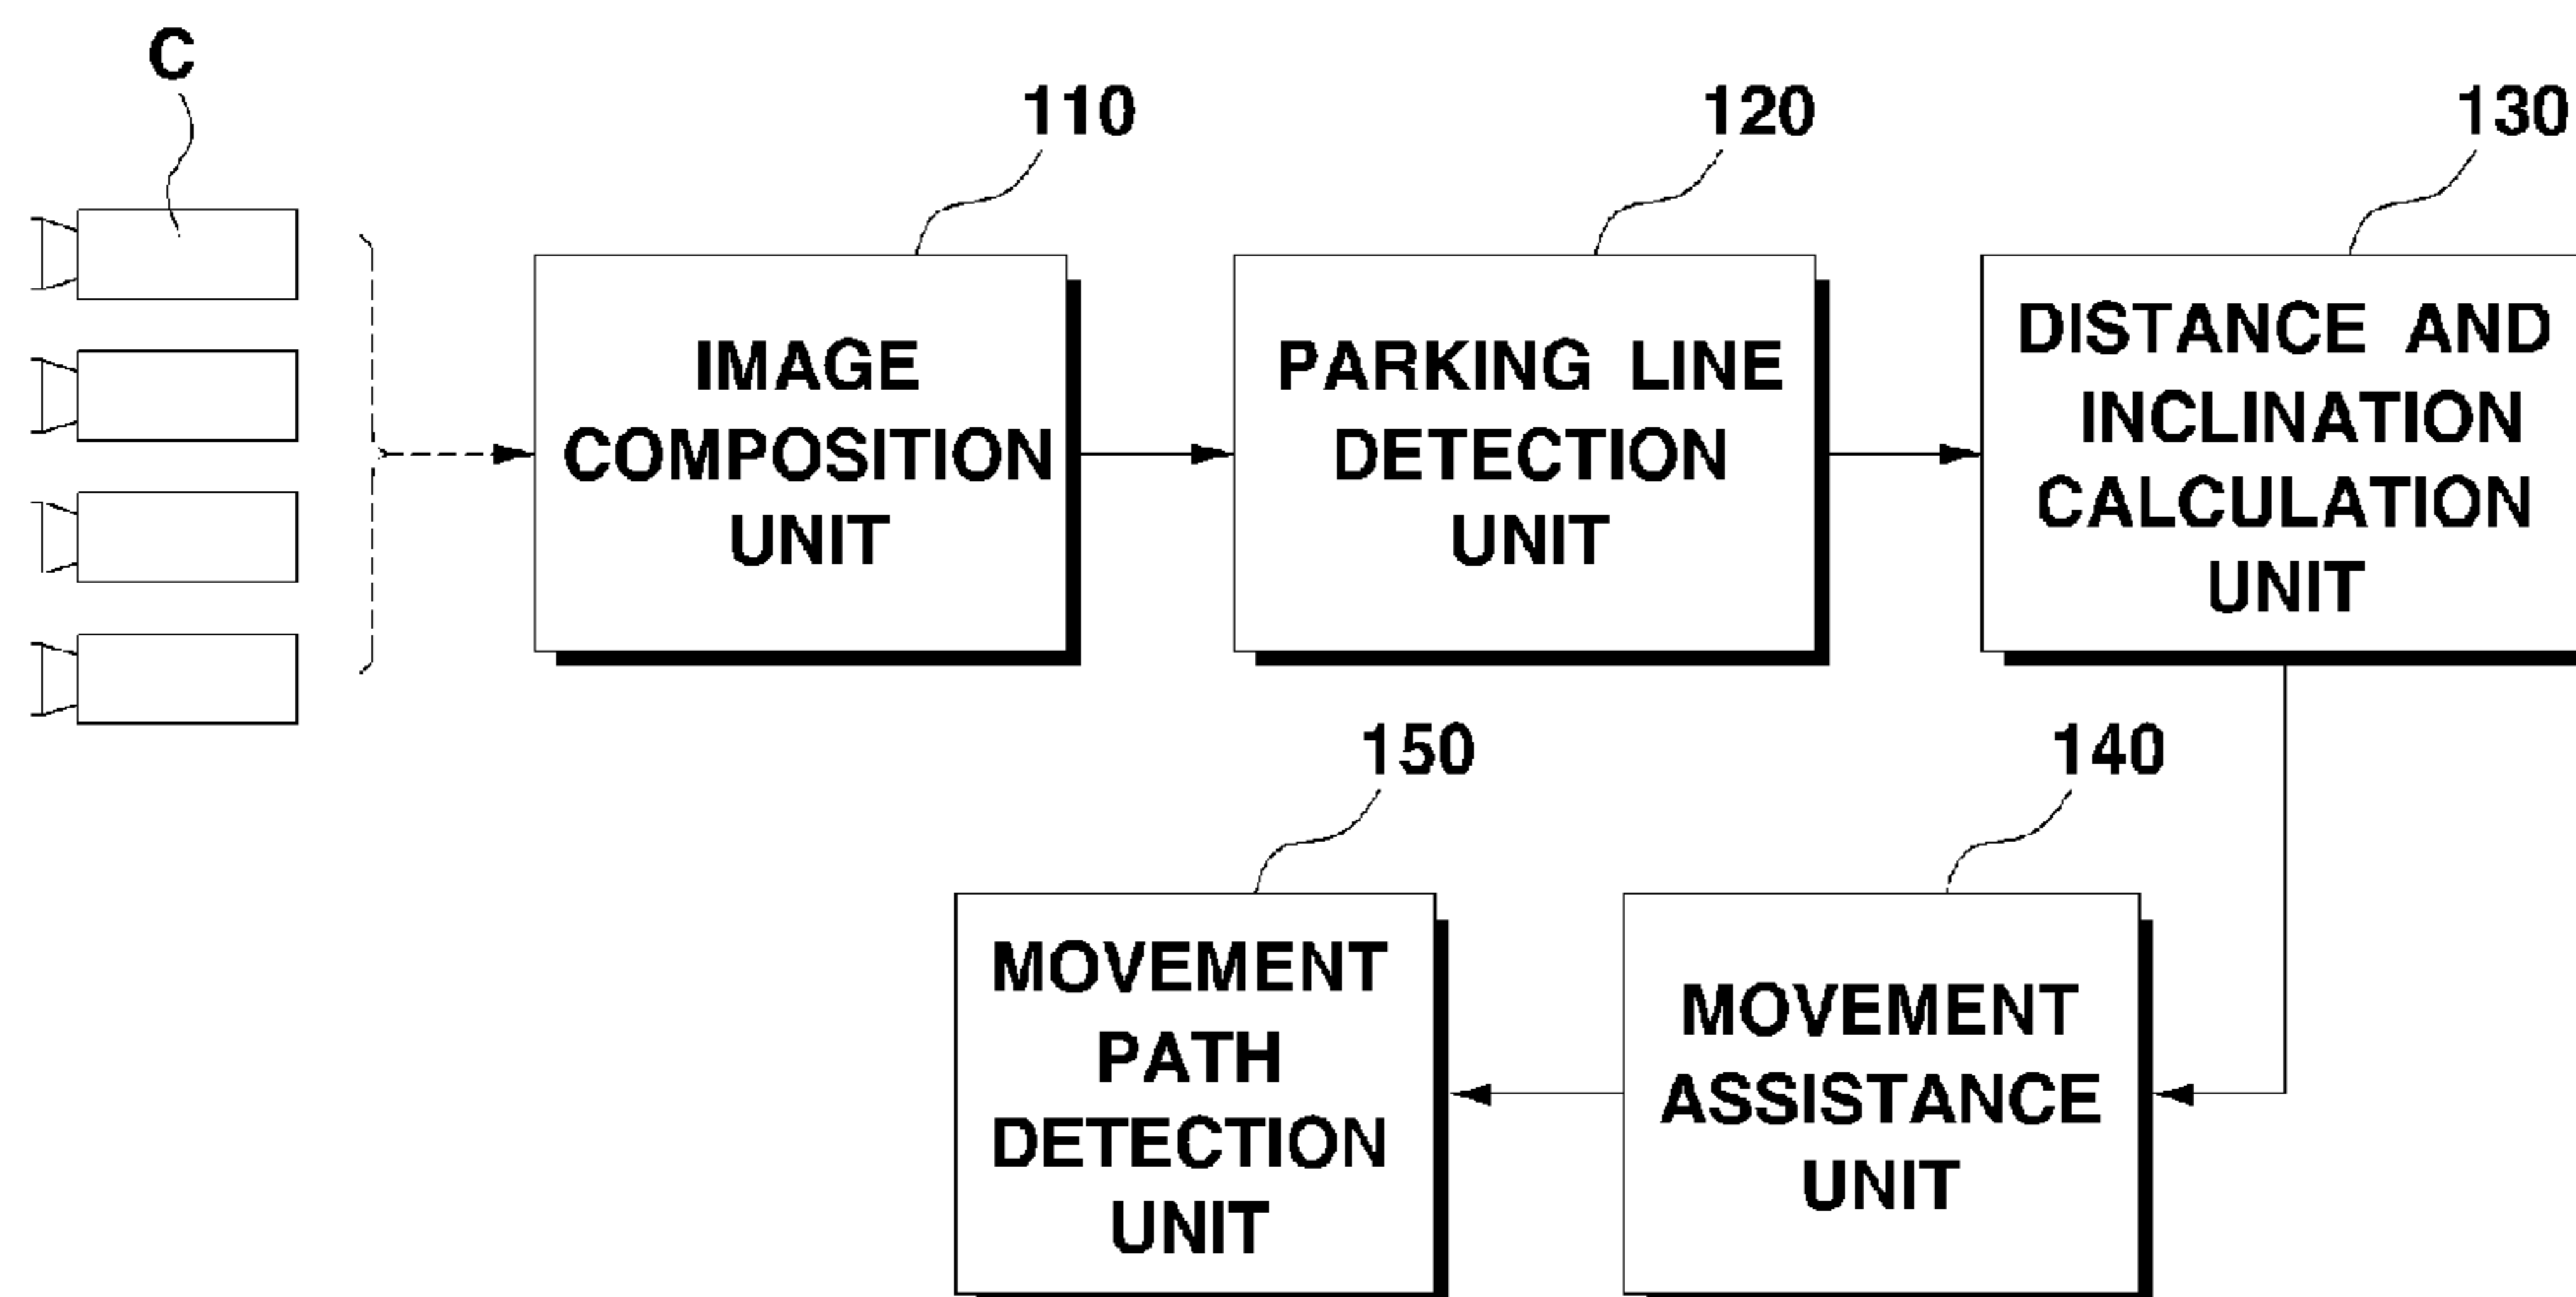 C
110
120
130
IMAGE
COMPOSITION
UNIT
PARKING LINE
DETECTION
UNIT
DISTANCE AND
INCLINATION
CALCULATION
UNIT
150
140
MOVEMENT
PATH
DETECTION
UNIT
MOVEMENT
ASSISTANCE
UNIT